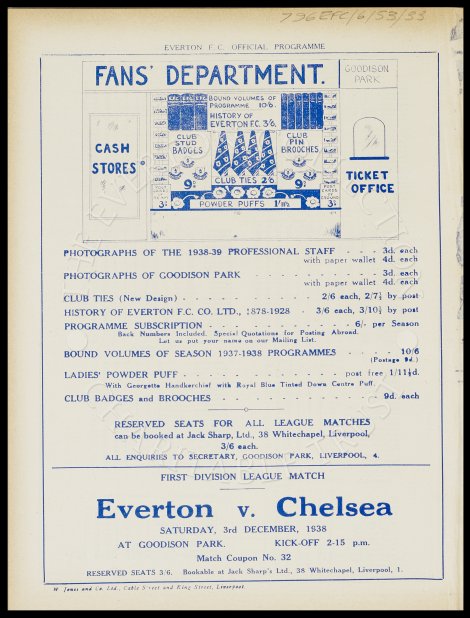 796EFC/6/53/33
EVERTON F.C. OFFICIAL PROGRAMME
FANS' DEPARTMENT.
GOODISON
PARK
BOUND VOLUMES OF
PROGRAMME 10'6.
HISTORY OF
EVERTON F.C. 3'6.
CASH
STORES
CLUB
STUD
BADGES
CLUB
PIN
BROOCHES
9D
CLUB TIES 2'6
9D
TICKET
OFFICE
3D
POWDER PUFFS 1'11½
3D
PHOTOGRAPHS OF THE 1938-39 PROFESSIONAL STAFF - - 3d. each
with paper wallet 4d. each
PHOTOGRAPHS OF GOODISON PARK - - - - - - 3d. each
with paper wallet 4d. each
CLUB TIES (New Design) - - - - - 2/6 each, 2/7½ by post
HISTORY OF EVERTON F.C. CO. LTD., 1878-1928 - 3/6 each, 3/10½ by post
PROGRAMME SUBSCRIPTION - - - - - - 6/- per Season
Back Numbers Included. Special Quotations for Posting Abroad.
Let us put your name on our Mailing List.
BOUND VOLUMES OF SEASON 1937-1938 PROGRAMMES - - 10/6
(Postage 9d.)
LADIES' POWDER PUFF - - - - - - post free 1/11½d.
With Georgette Handkerchief with Royal Blue Tinted Down Centre Puff.
CLUB BADGES and BROOCHES - - - - - - 9d. each
RESERVED SEATS FOR ALL LEAGUE MATCHES
can be booked at Jack Sharp, Ltd., 38 Whitechapel, Liverpool,
3/6 each.
ALL ENQUIRIES TO SECRETARY, GOODISON PARK, LIVERPOOL, 4.
FIRST DIVISION LEAGUE MATCH
Everton v. Chelsea
SATURDAY, 3rd DECEMBER, 1938
AT GOODISON PARK. KICK-OFF 2-15 p.m.
Match Coupon No. 32
RESERVED SEATS 3/6. Bookable at Jack Sharp's Ltd., 38 Whitechapel, Liverpool, 1.
W. Jones and Co. Ltd., Cable Street and King Street, Liverpool